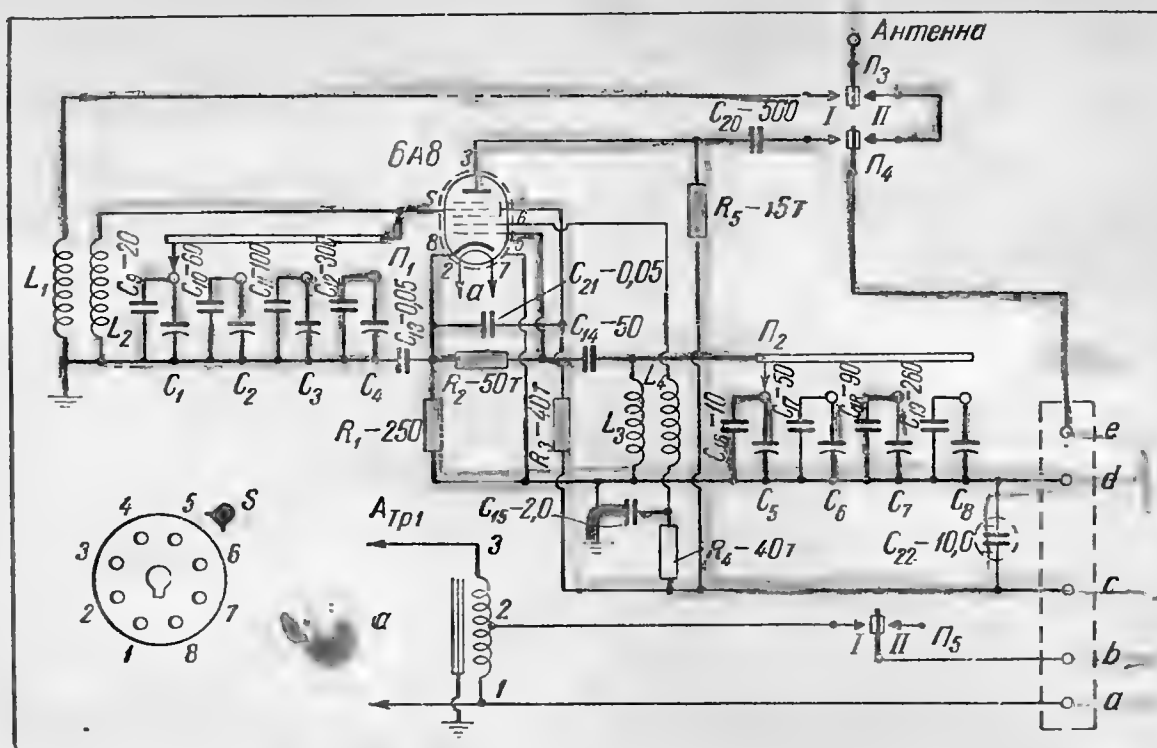 Антенна
П3
I II
C20-500
П4
6А8
3
S
6
8 5
2 7
a
R5-15т
C9-20
C10-60
C11-100
C12-300
П1
C13-0,05
C21-0,05
C14-50
L1
L2
C1 C2 C3 C4
R2-50т
R1-250
R3-40т
L3
L4
П2
C16-10
C17-50
C18-90
C19-260
C5 C6 C7 C8
C15-2,0
R4-40т
C22-10,0
e
d
c
b
a
4 5 S
3 6
2 7
1 8
АТр1
3
2
1
a
I II П5